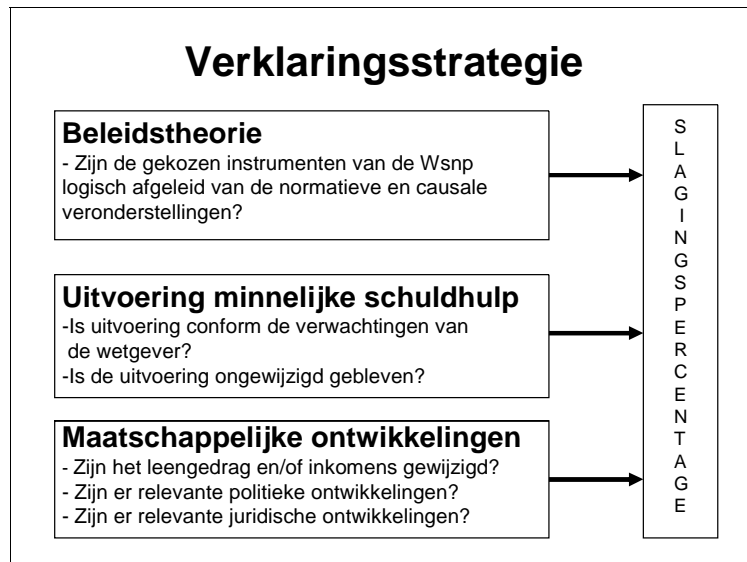 Verklaringsstrategie
Beleidstheorie
- Zijn de gekozen instrumenten van de Wsnp
logisch afgeleid van de normatieve en causale
veronderstellingen?
Uitvoering minnelijke schuldhulp
-Is uitvoering conform de verwachtingen van
de wetgever?
-Is de uitvoering ongewijzigd gebleven?
Maatschappelijke ontwikkelingen
- Zijn het leengedrag en/of inkomens gewijzigd?
- Zijn er relevante politieke ontwikkelingen?
- Zijn er relevante juridische ontwikkelingen?
SLAGINGSPERCENTAGE